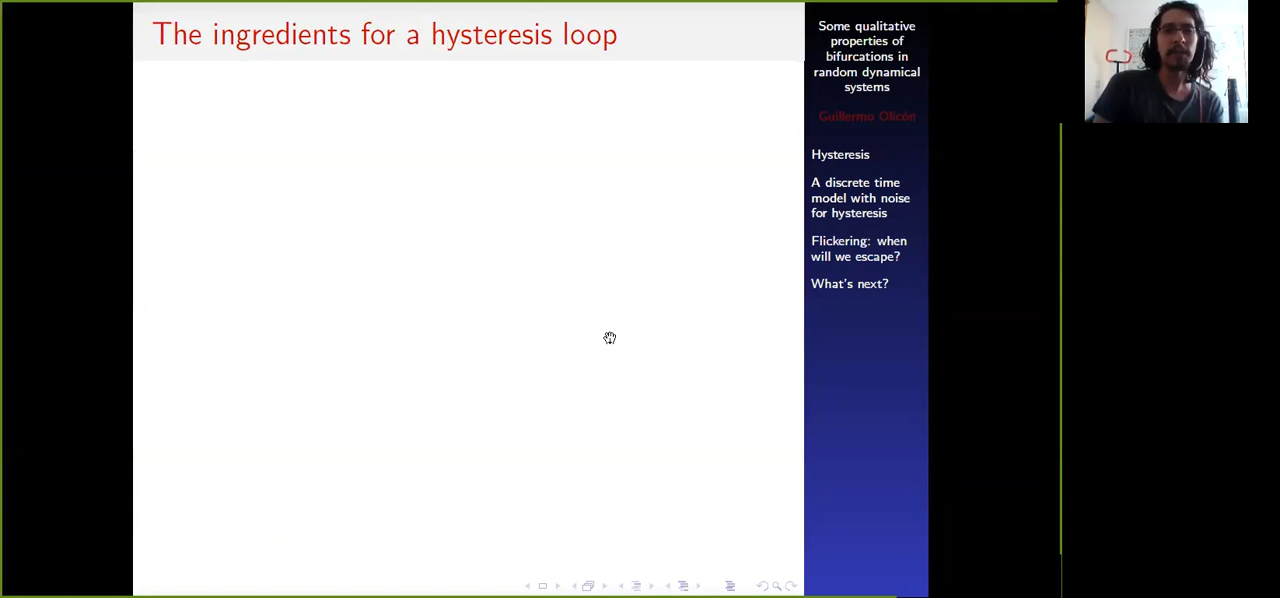 The ingredients for a hysteresis loop
Some qualitative
properties of
bifurcations in
random dynamical
systems
Guillermo Olicón
Hysteresis
A discrete time
model with noise
for hysteresis
Flickering: when
will we escape?
What's next?